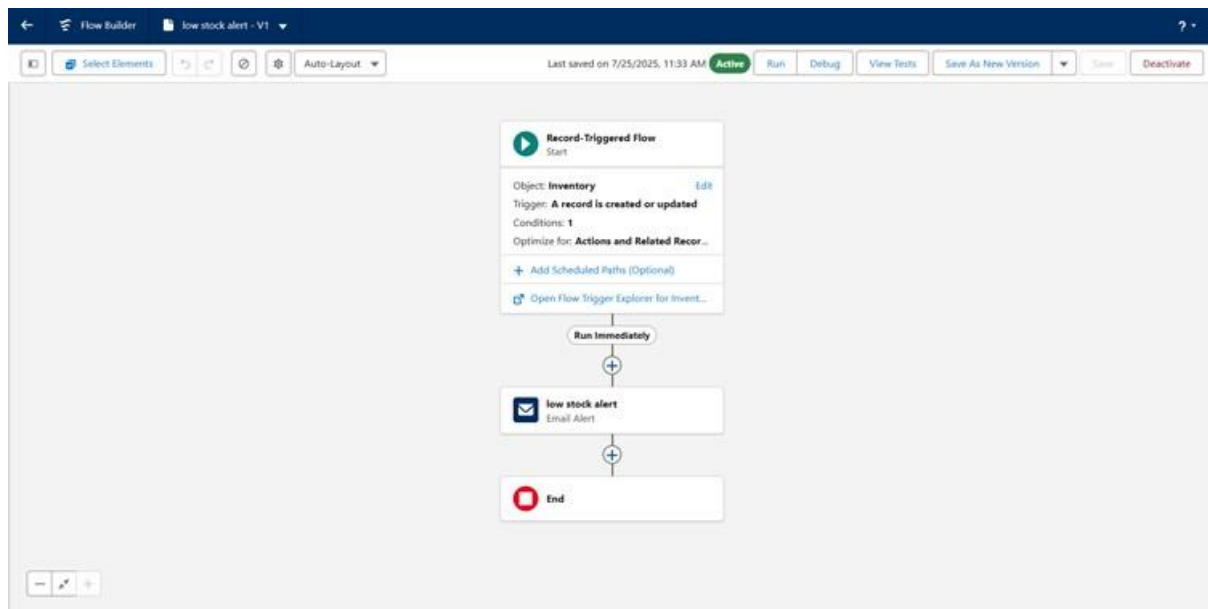 Flow Builder low stock alert - V1 ?
Select Elements Auto-Layout Last saved on 7/25/2025, 11:33 AM Active Run Debug View Tests Save As New Version Save Deactivate
Record-Triggered Flow
Start
Object: Inventory Edit
Trigger: A record is created or updated
Conditions: 1
Optimize for: Actions and Related Recor...
+ Add Scheduled Paths (Optional)
Open Flow Trigger Explorer for Invent...
Run Immediately
low stock alert
Email Alert
End